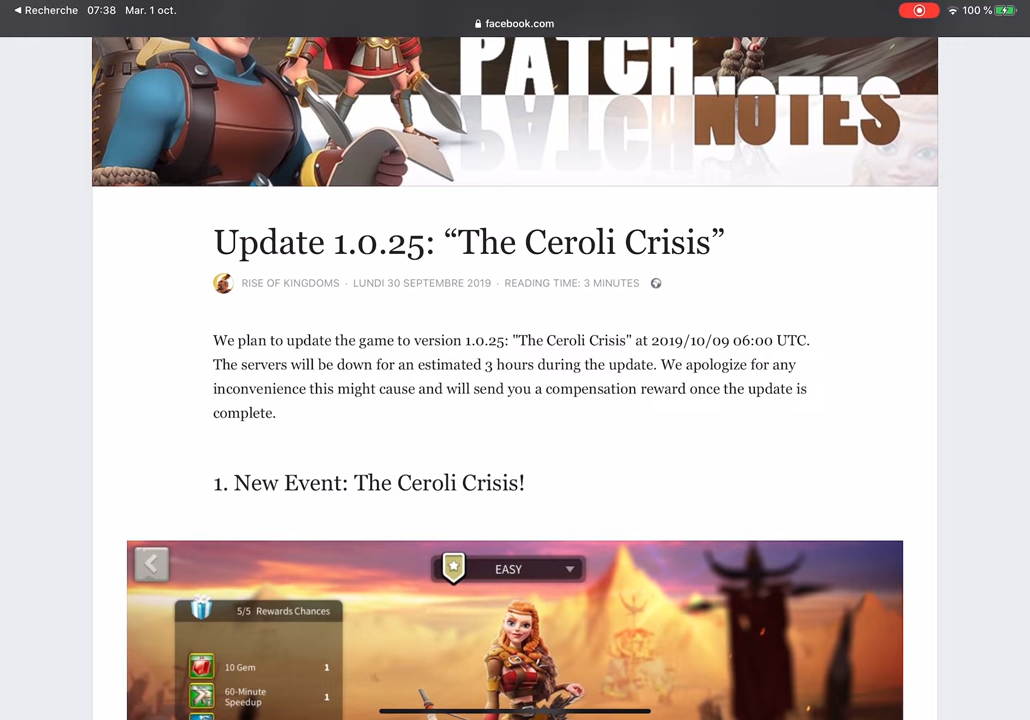 Recherche 07:38 Mar. 1 oct. 100 %
facebook.com
PATCH
NOTES
Update 1.0.25: “The Ceroli Crisis”
RISE OF KINGDOMS · LUNDI 30 SEPTEMBRE 2019 · READING TIME: 3 MINUTES
We plan to update the game to version 1.0.25: "The Ceroli Crisis" at 2019/10/09 06:00 UTC.
The servers will be down for an estimated 3 hours during the update. We apologize for any
inconvenience this might cause and will send you a compensation reward once the update is
complete.
1. New Event: The Ceroli Crisis!
EASY
5/5 Rewards Chances
10 Gem 1
60-Minute
Speedup 1